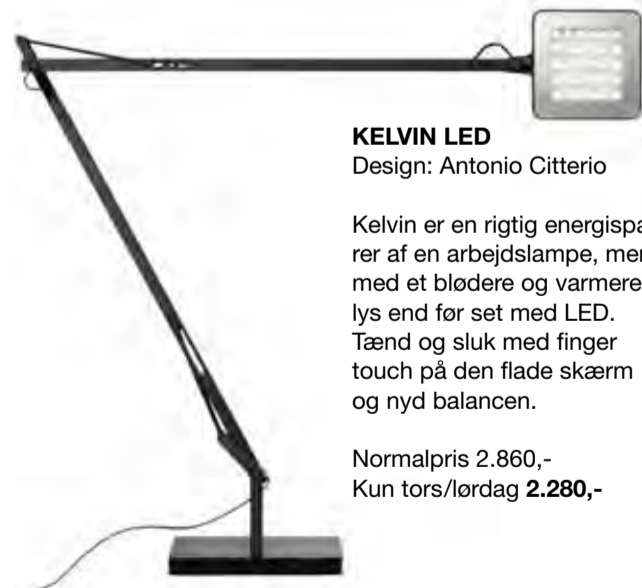 KELVIN LED
Design: Antonio Citterio
Kelvin er en rigtig energispa
rer af en arbejdslampe, men
med et blødere og varmere
lys end før set med LED.
Tænd og sluk med finger
touch på den flade skærm
og nyd balancen.
Normalpris 2.860,-
Kun tors/lørdag 2.280,-